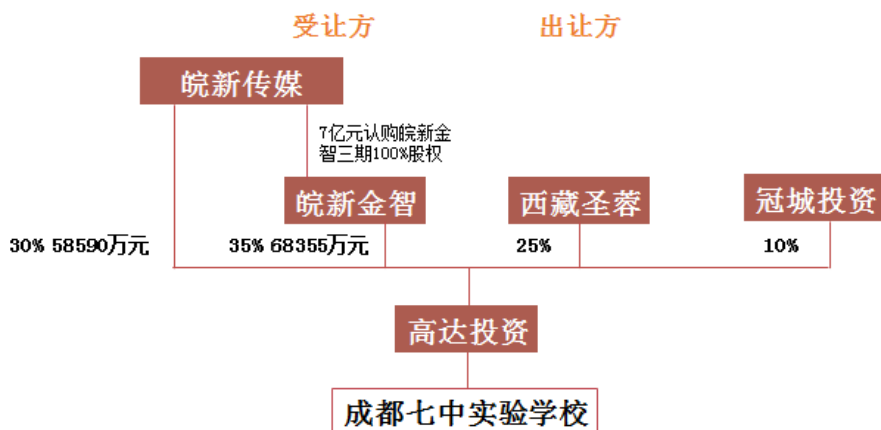 受让方
出让方
皖新传媒
7亿元认购皖新金
智三期100%股权
皖新金智
西藏圣蓉
冠城投资
30% 58590万元
35% 68355万元
25%
10%
高达投资
成都七中实验学校